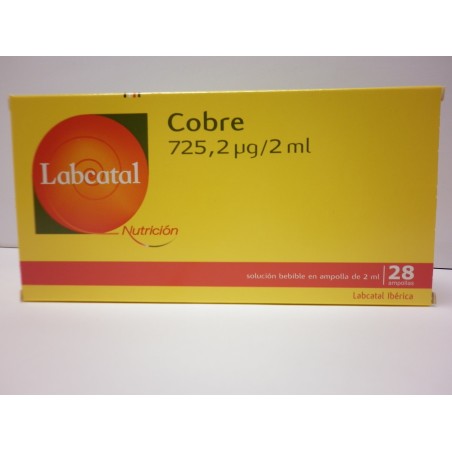 Cobre
725,2 µg/2 ml
Labcatal
Nutrición
solución bebible en ampolla de 2 ml
28
ampollas
Labcatal Ibérica